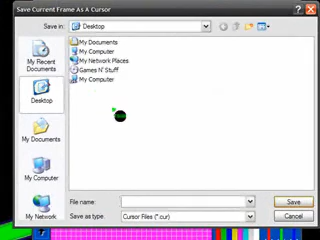 Save Current Frame As A Cursor
Save in:
Desktop
My Recent
Documents
Desktop
My Documents
My Computer
My Network
My Documents
My Computer
My Network Places
Games N' Stuff
My Computer
File name:
Save
Save as type:
Cursor Files (*.cur)
Cancel